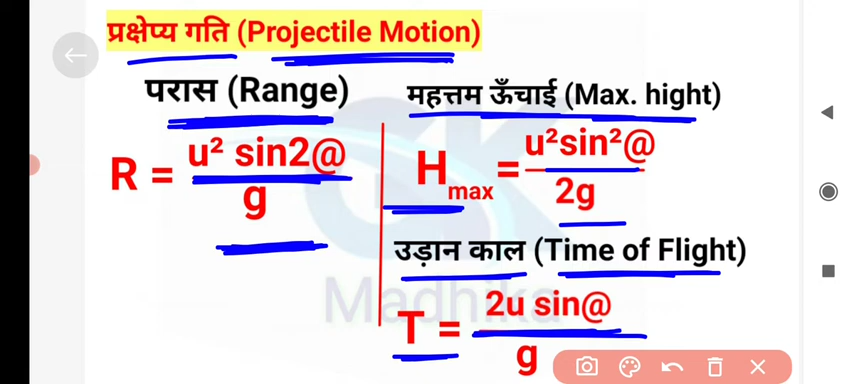 प्रक्षेप्य गति (Projectile Motion)
परास (Range)
R = u² sin2@ / g
महत्तम ऊँचाई (Max. hight)
Hmax = u²sin²@ / 2g
उड़ान काल (Time of Flight)
T = 2u sin@ / g
Madhika